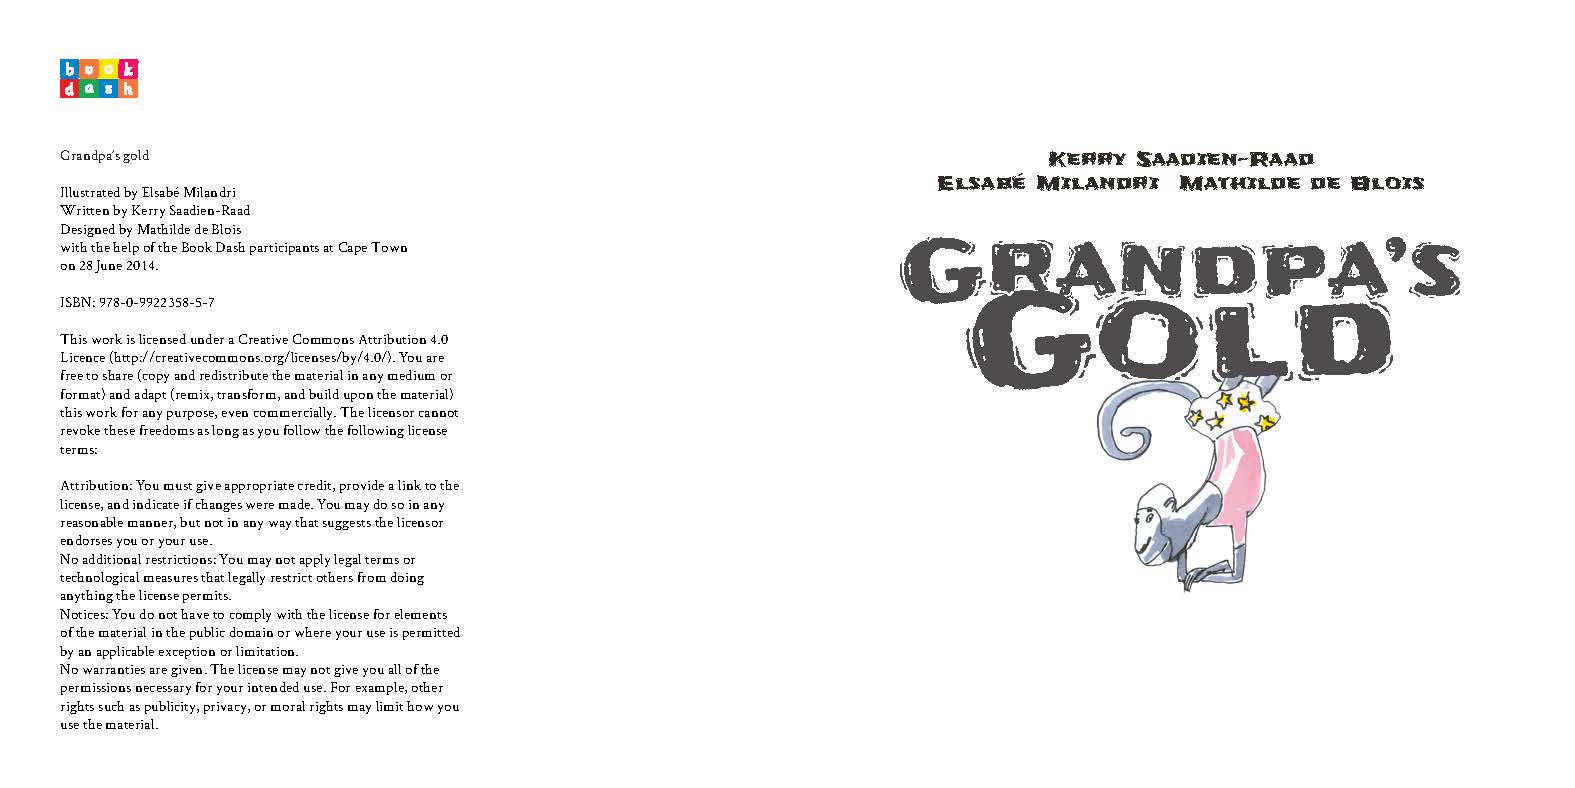 book
dash
Grandpa's gold
Illustrated by Elsabé Milandri
Written by Kerry Saadien-Raad
Designed by Mathilde de Blois
with the help of the Book Dash participants at Cape Town
on 28 June 2014.
ISBN: 978-0-9922358-5-7
This work is licensed under a Creative Commons Attribution 4.0
Licence (http://creativecommons.org/licenses/by/4.0/). You are
free to share (copy and redistribute the material in any medium or
format) and adapt (remix, transform, and build upon the material)
this work for any purpose, even commercially. The licensor cannot
revoke these freedoms as long as you follow the following license
terms:
Attribution: You must give appropriate credit, provide a link to the
license, and indicate if changes were made. You may do so in any
reasonable manner, but not in any way that suggests the licensor
endorses you or your use.
No additional restrictions: You may not apply legal terms or
technological measures that legally restrict others from doing
anything the license permits.
Notices: You do not have to comply with the license for elements
of the material in the public domain or where your use is permitted
by an applicable exception or limitation.
No warranties are given. The license may not give you all of the
permissions necessary for your intended use. For example, other
rights such as publicity, privacy, or moral rights may limit how you
use the material.
Kerry Saadien-Raad
Elsabé Milandri Mathilde de Blois
Grandpa's
Gold